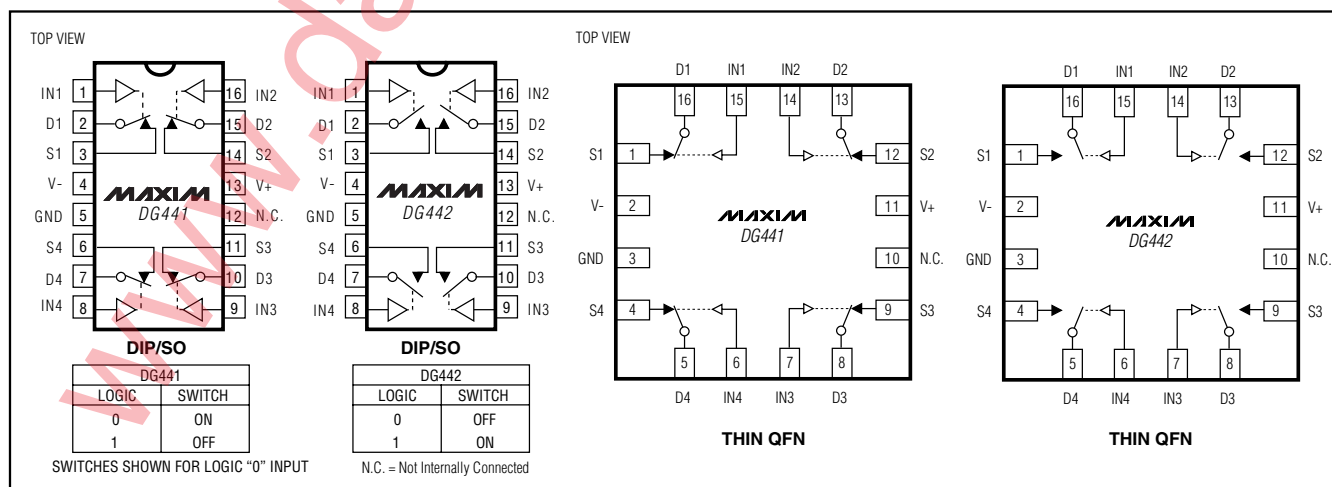 TOP VIEW
IN1 1 16 IN2
D1 2 15 D2
S1 3 14 S2
V- 4 13 V+
GND 5 12 N.C.
S4 6 11 S3
D4 7 10 D3
IN4 8 9 IN3
MAXIM
DG441
DIP/SO
DG441
LOGIC SWITCH
0 ON
1 OFF
SWITCHES SHOWN FOR LOGIC “0” INPUT
IN1 1 16 IN2
D1 2 15 D2
S1 3 14 S2
V- 4 13 V+
GND 5 12 N.C.
S4 6 11 S3
D4 7 10 D3
IN4 8 9 IN3
MAXIM
DG442
DIP/SO
DG442
LOGIC SWITCH
0 OFF
1 ON
N.C. = Not Internally Connected
TOP VIEW
D1 IN1 IN2 D2
16 15 14 13
S1 1 12 S2
V- 2 11 V+
GND 3 10 N.C.
S4 4 9 S3
MAXIM
DG441
5 6 7 8
D4 IN4 IN3 D3
THIN QFN
D1 IN1 IN2 D2
16 15 14 13
S1 1 12 S2
V- 2 11 V+
GND 3 10 N.C.
S4 4 9 S3
MAXIM
DG442
5 6 7 8
D4 IN4 IN3 D3
THIN QFN
www.da